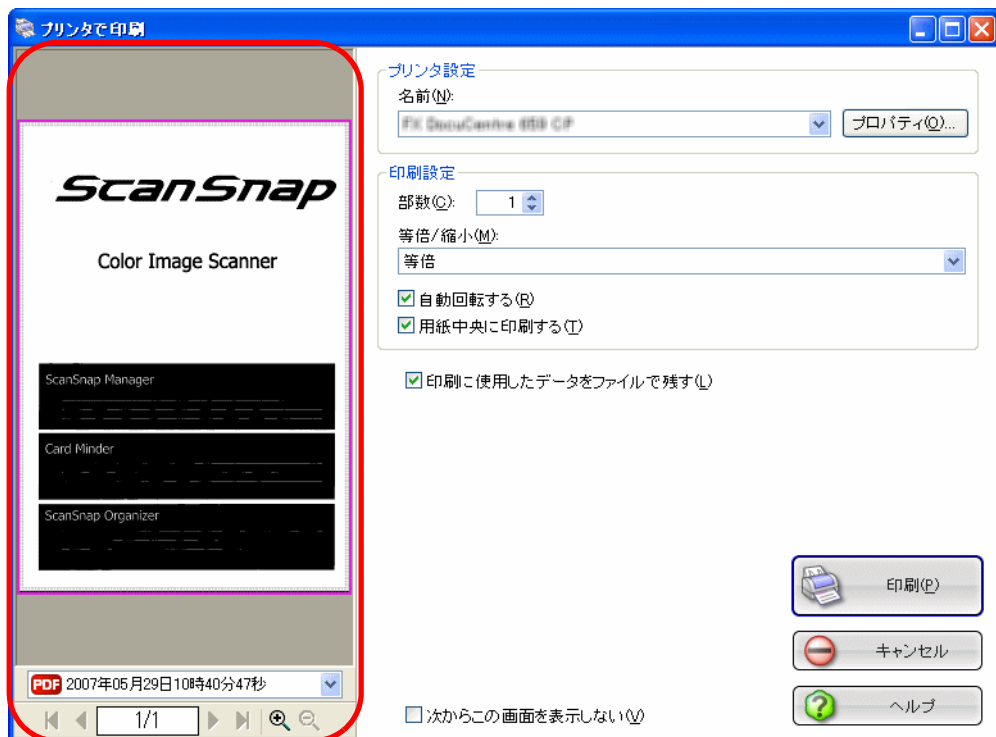 プリンタで印刷
ScanSnap
Color Image Scanner
ScanSnap Manager
Card Minder
ScanSnap Organizer
PDF 2007年05月29日10時40分47秒
1/1
プリンタ設定
名前(N):
プロパティ(O)...
印刷設定
部数(C): 1
等倍/縮小(M):
等倍
自動回転する(R)
用紙中央に印刷する(T)
印刷に使用したデータをファイルで残す(L)
印刷(P)
キャンセル
ヘルプ
次からこの画面を表示しない(V)